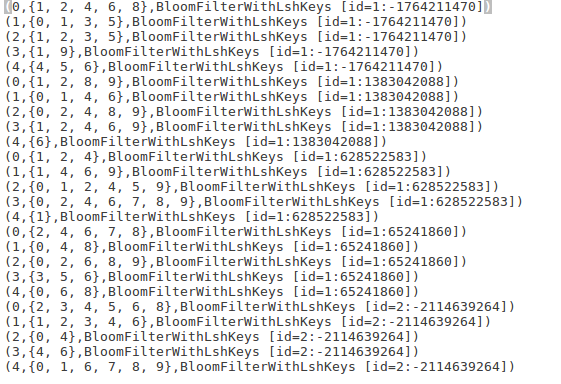 (0,{1, 2, 4, 6, 8},BloomFilterWithLshKeys [id=1:-1764211470])
(1,{0, 1, 3, 5},BloomFilterWithLshKeys [id=1:-1764211470])
(2,{1, 2, 3, 5},BloomFilterWithLshKeys [id=1:-1764211470])
(3,{1, 9},BloomFilterWithLshKeys [id=1:-1764211470])
(4,{4, 5, 6},BloomFilterWithLshKeys [id=1:-1764211470])
(0,{1, 2, 8, 9},BloomFilterWithLshKeys [id=1:1383042088])
(1,{0, 1, 4, 6},BloomFilterWithLshKeys [id=1:1383042088])
(2,{0, 2, 4, 8, 9},BloomFilterWithLshKeys [id=1:1383042088])
(3,{1, 2, 4, 6, 9},BloomFilterWithLshKeys [id=1:1383042088])
(4,{6},BloomFilterWithLshKeys [id=1:1383042088])
(0,{1, 2, 4},BloomFilterWithLshKeys [id=1:628522583])
(1,{1, 4, 6, 9},BloomFilterWithLshKeys [id=1:628522583])
(2,{0, 1, 2, 4, 5, 9},BloomFilterWithLshKeys [id=1:628522583])
(3,{0, 2, 4, 6, 7, 8, 9},BloomFilterWithLshKeys [id=1:628522583])
(4,{1},BloomFilterWithLshKeys [id=1:628522583])
(0,{2, 4, 6, 7, 8},BloomFilterWithLshKeys [id=1:65241860])
(1,{0, 4, 8},BloomFilterWithLshKeys [id=1:65241860])
(2,{0, 2, 6, 8, 9},BloomFilterWithLshKeys [id=1:65241860])
(3,{3, 5, 6},BloomFilterWithLshKeys [id=1:65241860])
(4,{0, 6, 8},BloomFilterWithLshKeys [id=1:65241860])
(0,{2, 3, 4, 5, 6, 8},BloomFilterWithLshKeys [id=2:-2114639264])
(1,{1, 2, 3, 4, 6},BloomFilterWithLshKeys [id=2:-2114639264])
(2,{0, 4},BloomFilterWithLshKeys [id=2:-2114639264])
(3,{4, 6},BloomFilterWithLshKeys [id=2:-2114639264])
(4,{0, 1, 6, 7, 8, 9},BloomFilterWithLshKeys [id=2:-2114639264])